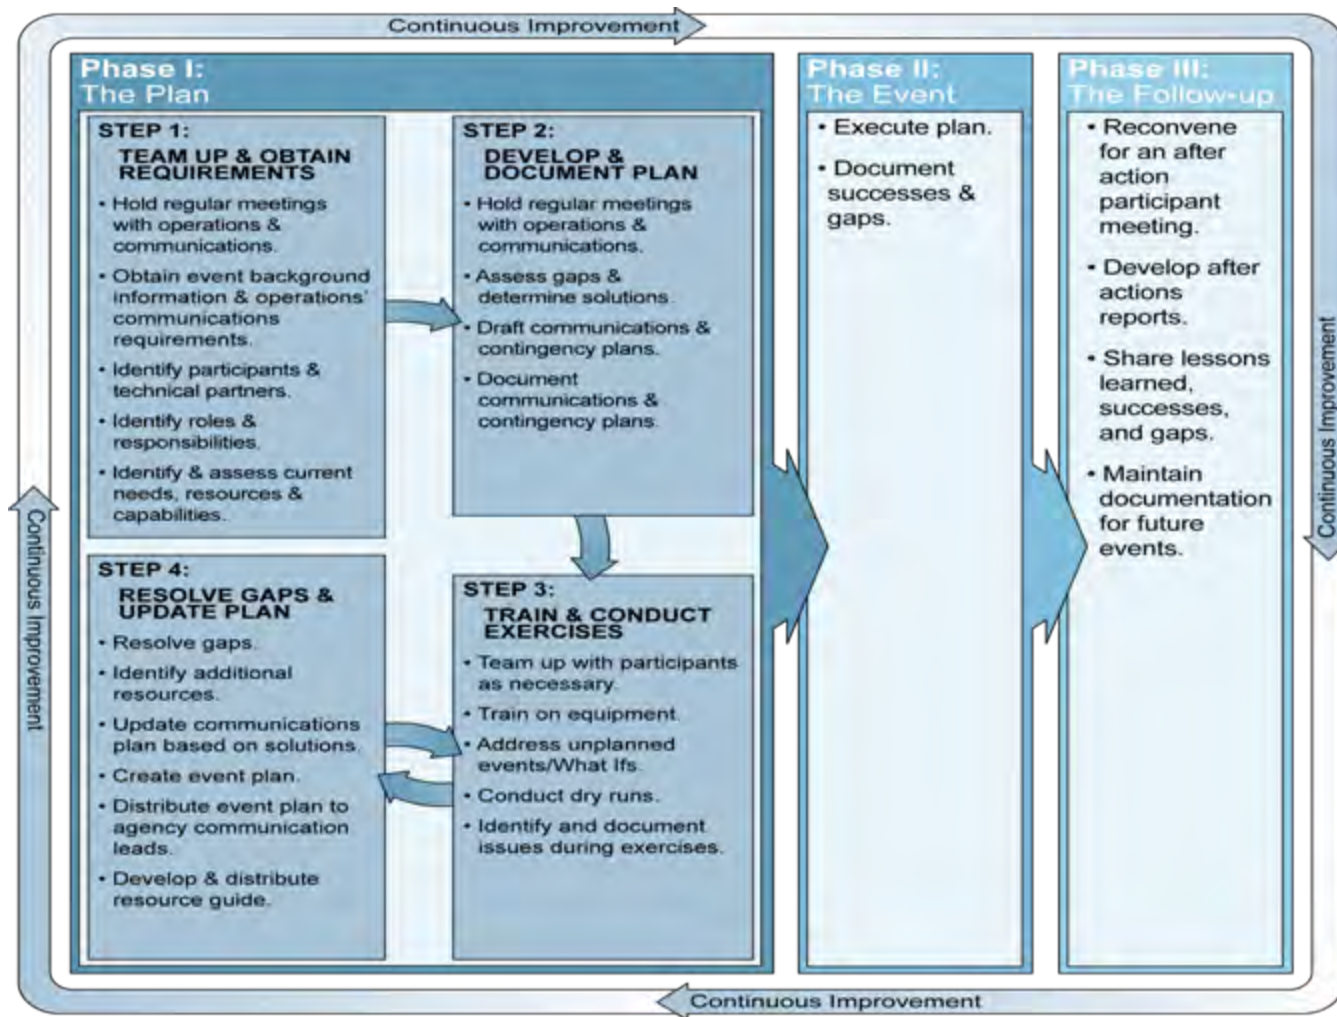 Continuous Improvement
Phase I:
The Plan
STEP 1:
TEAM UP & OBTAIN
REQUIREMENTS
• Hold regular meetings
with operations &
communications.
• Obtain event background
information & operations’
communications
requirements.
• Identify participants &
technical partners.
• Identify roles &
responsibilities.
• Identify & assess current
needs, resources &
capabilities.
STEP 2:
DEVELOP &
DOCUMENT PLAN
• Hold regular meetings
with operations &
communications.
• Assess gaps &
determine solutions.
• Draft communications &
contingency plans.
• Document
communications &
contingency plans.
STEP 3:
TRAIN & CONDUCT
EXERCISES
• Team up with participants
as necessary.
• Train on equipment.
• Address unplanned
events/What Ifs.
• Conduct dry runs.
• Identify and document
issues during exercises.
STEP 4:
RESOLVE GAPS &
UPDATE PLAN
• Resolve gaps.
• Identify additional
resources.
• Update communications
plan based on solutions.
• Create event plan.
• Distribute event plan to
agency communication
leads.
• Develop & distribute
resource guide.
Phase II:
The Event
• Execute plan.
• Document
successes &
gaps.
Phase III:
The Follow-up
• Reconvene
for an after
action
participant
meeting.
• Develop after
actions
reports.
• Share lessons
learned,
successes,
and gaps.
• Maintain
documentation
for future
events.
Continuous Improvement
Continuous Improvement
Continuous Improvement